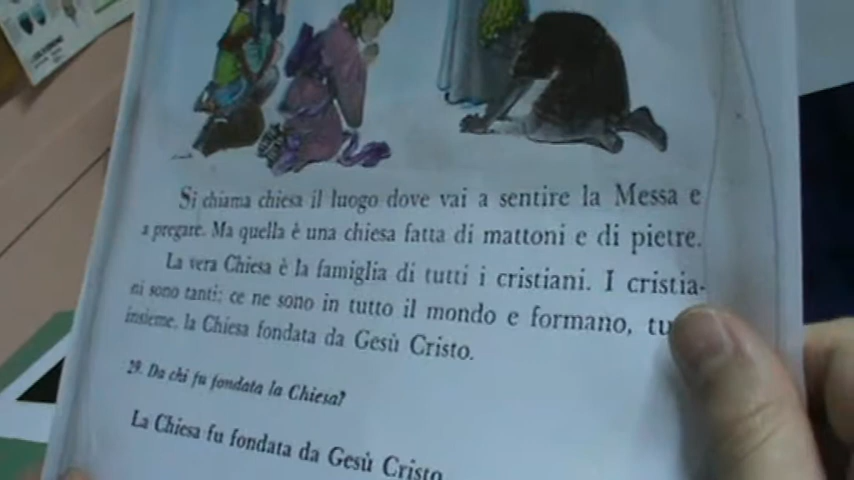 Si chiama chiesa il luogo dove vai a sentire la Messa e
a pregare. Ma quella è una chiesa fatta di mattoni e di pietre.
La vera Chiesa è la famiglia di tutti i cristiani. I cristia-
ni sono tanti; ce ne sono in tutto il mondo e formano, tu
insieme, la Chiesa fondata da Gesù Cristo.
29. Da chi fu fondata la Chiesa?
La Chiesa fu fondata da Gesù Cristo